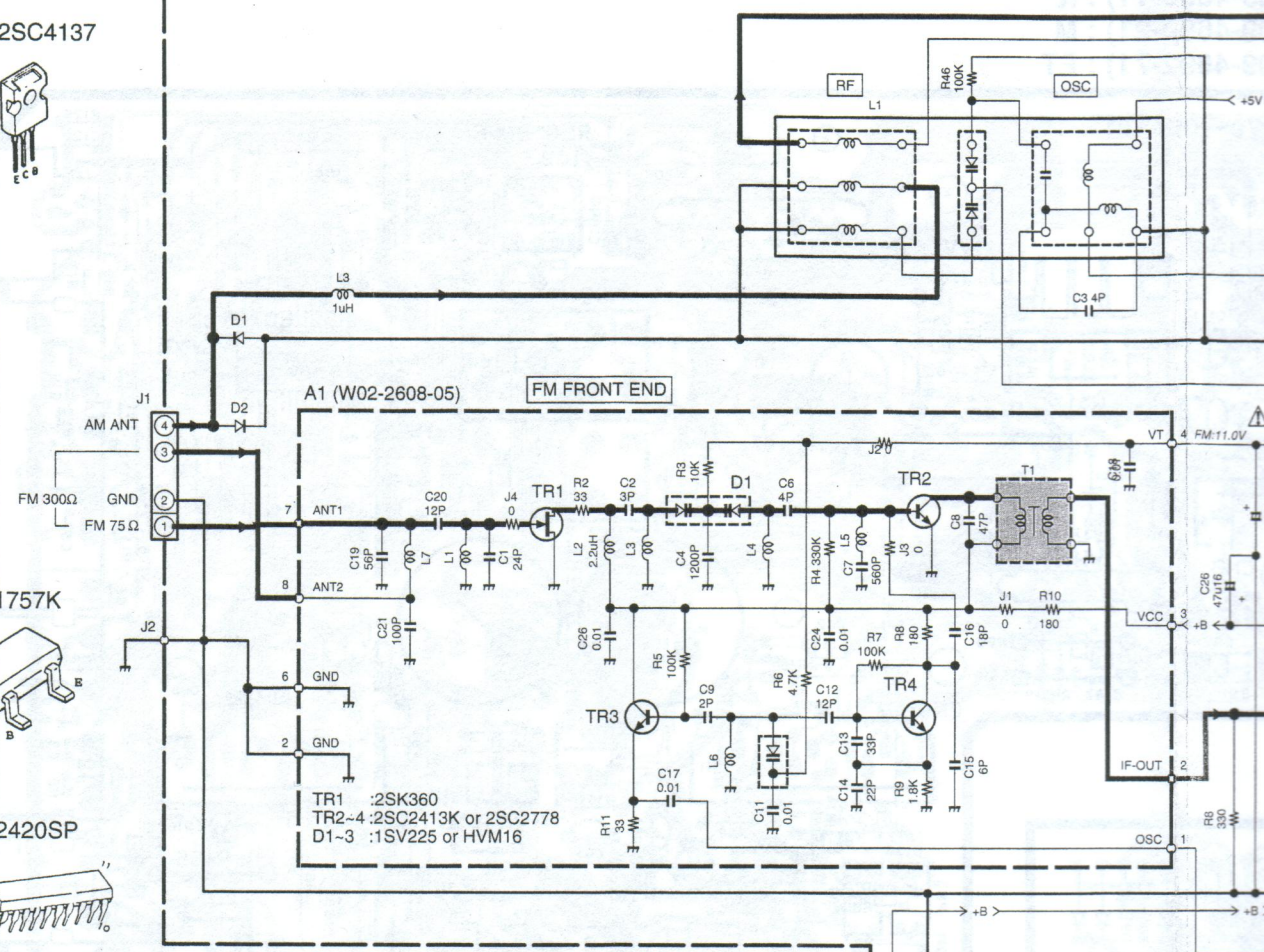 2SC4137
E C B
R46
100K
RF
OSC
L1
+5V
L3
1uH
C3 4P
D1
A1 (W02-2608-05)
FM FRONT END
J1
D2
AM ANT
4
3
VT
4
FM:11.0V
J2 0
R3
10K
D1
C6
4P
TR2
T1
FM 300Ω
GND
2
FM 75 Ω
1
7
ANT1
C20
12P
J4
0
TR1
R2
33
C2
3P
C8
47P
C19
56P
L7
L1
C1
24P
L2
2.2uH
L3
C4
1200P
L4
R4 330K
L5
C7
560P
J3
0
8
ANT2
C21
100P
1757K
C26
47u16
J1
0
R10
180
VCC
3
+B
J2
C26
0.01
R5
100K
C24
0.01
R7
100K
R8
180
C16
18P
E
B
6
GND
R6
4.7K
TR4
TR3
C9
2P
C12
12P
C13
33P
2
GND
L6
C15
6P
IF-OUT
2
C17
0.01
C14
22P
R9
1.8K
TR1 :2SK360
TR2~4 :2SC2413K or 2SC2778
D1~3 :1SV225 or HVM16
R11
33
C11
0.01
R8
330
2420SP
OSC
1
+B
+B